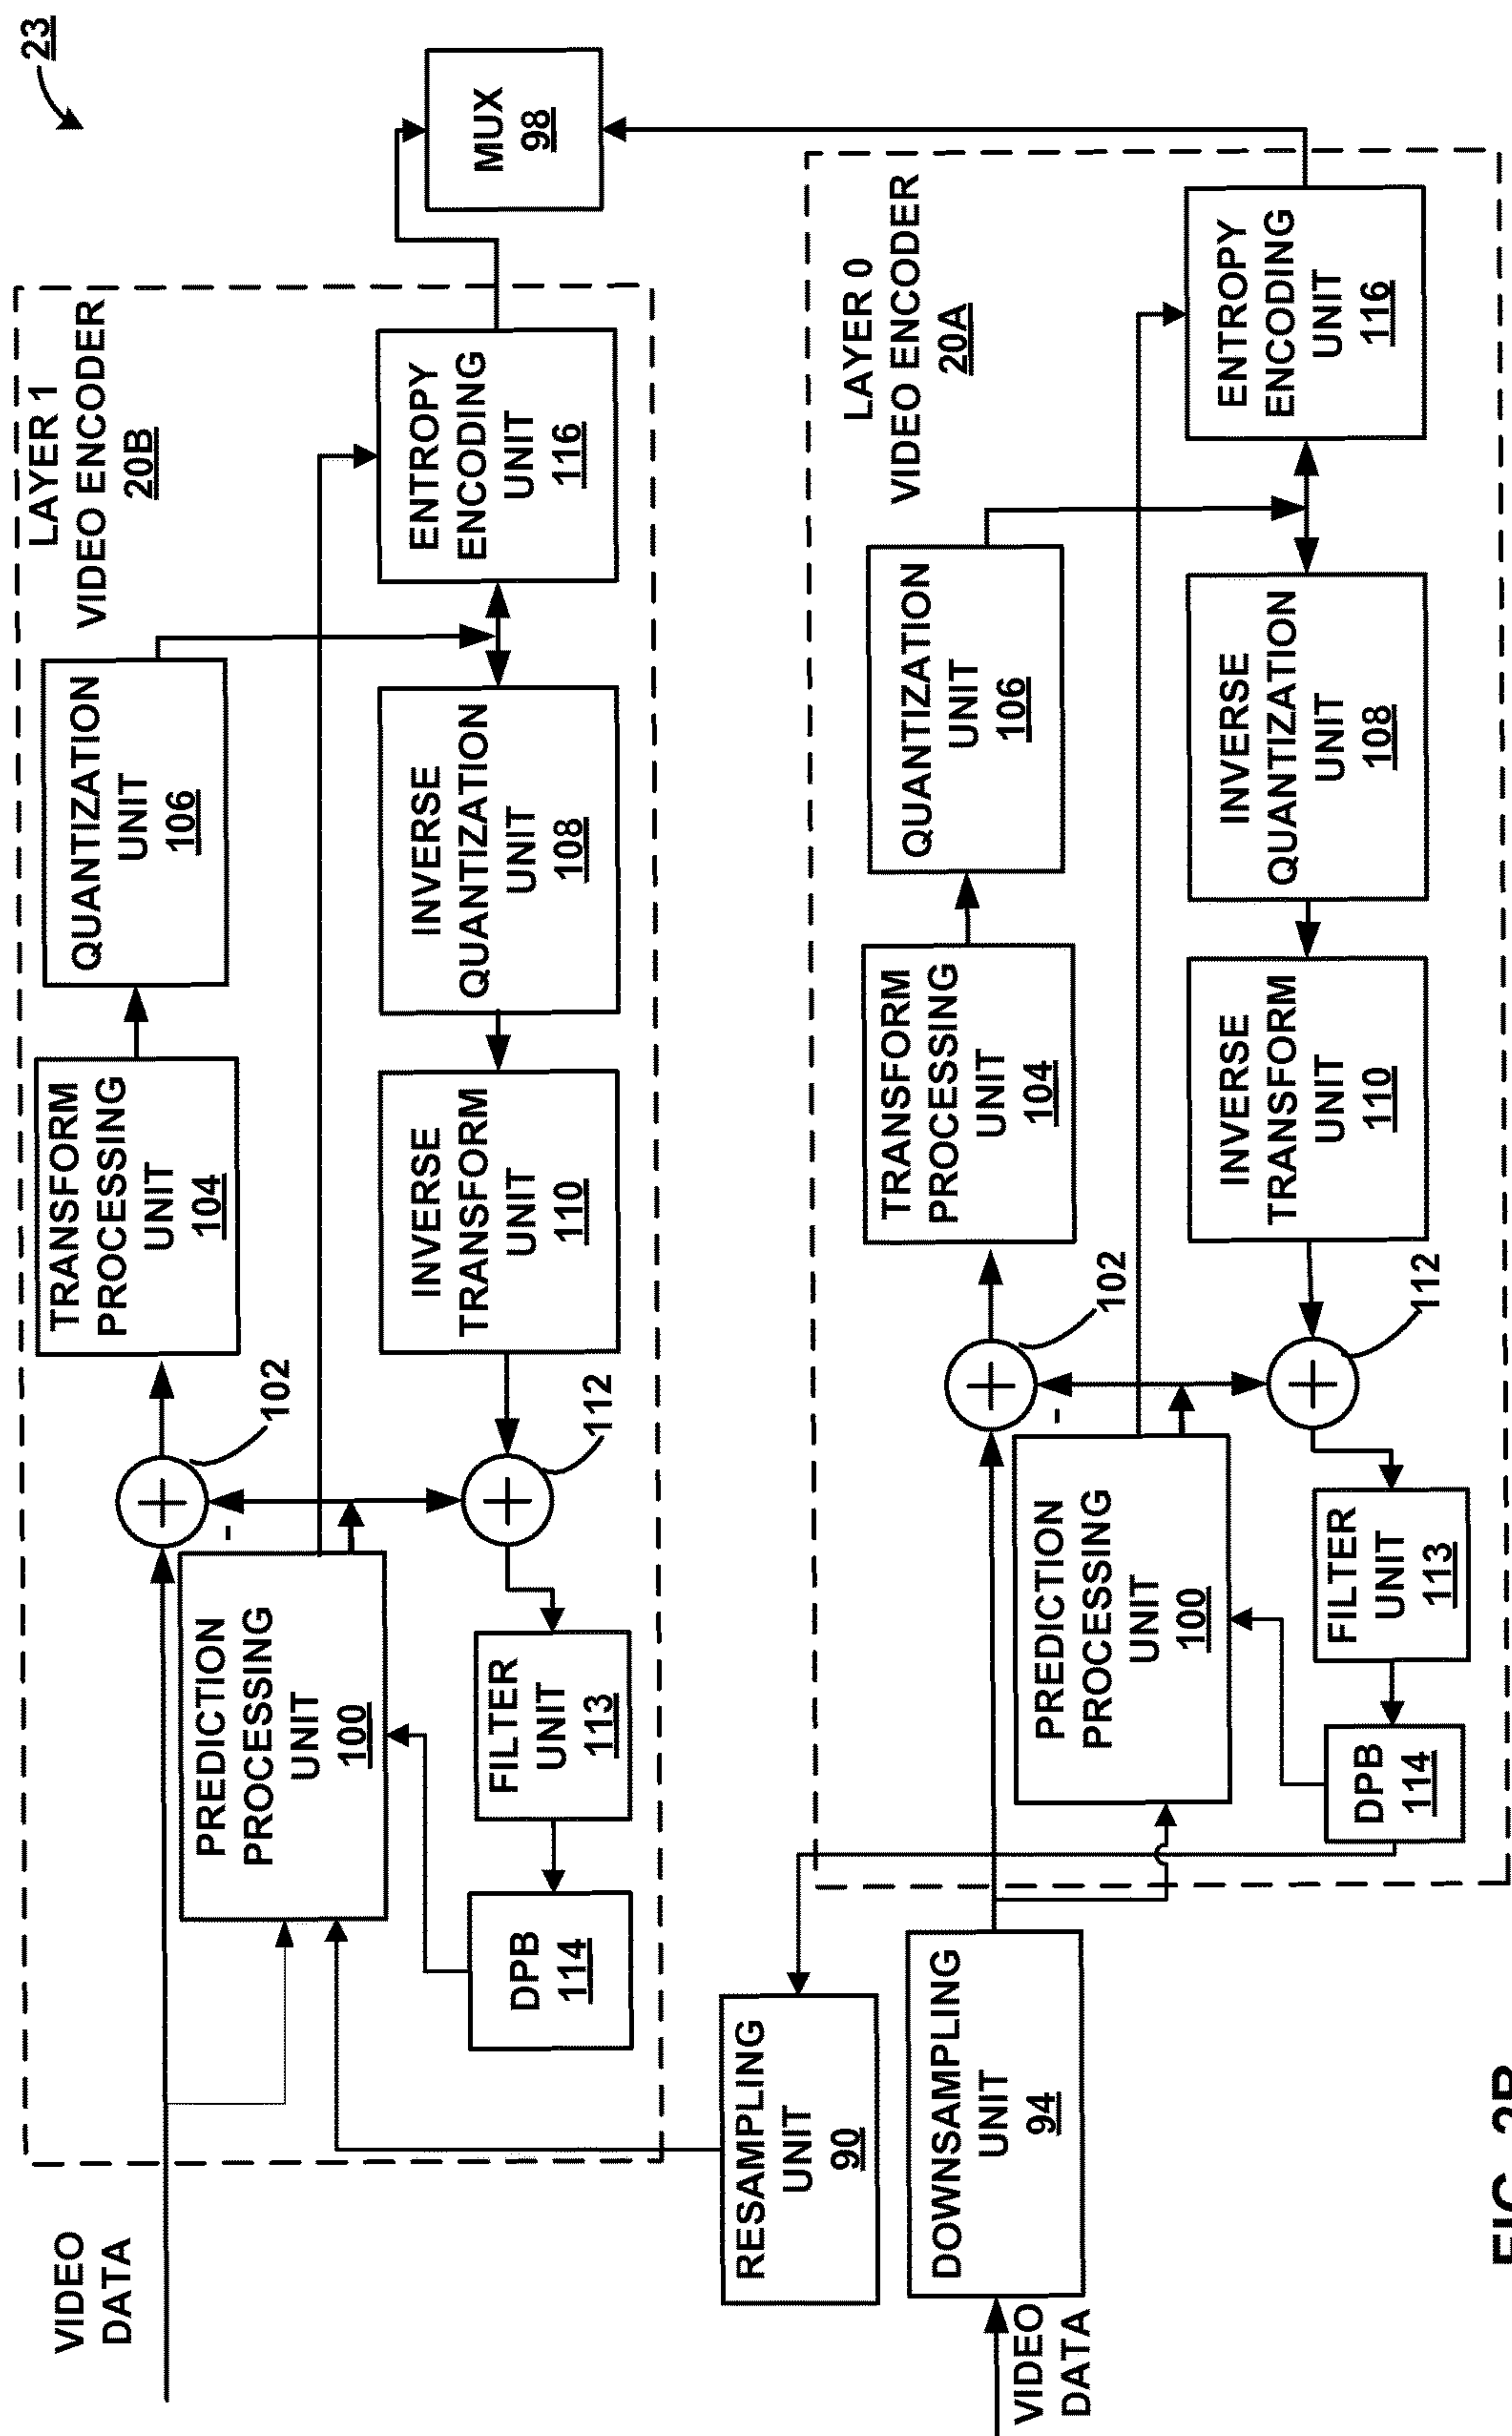 23
LAYER 1
VIDEO ENCODER
20B
VIDEO
DATA
TRANSFORM
PROCESSING
UNIT
104
QUANTIZATION
UNIT
106
102
-
PREDICTION
PROCESSING
UNIT
100
112
INVERSE
TRANSFORM
UNIT
110
INVERSE
QUANTIZATION
UNIT
108
ENTROPY
ENCODING
UNIT
116
MUX
98
FILTER
UNIT
113
DPB
114
RESAMPLING
UNIT
90
LAYER 0
VIDEO ENCODER
20A
DOWNSAMPLING
UNIT
94
VIDEO
DATA
TRANSFORM
PROCESSING
UNIT
104
QUANTIZATION
UNIT
106
102
-
PREDICTION
PROCESSING
UNIT
100
112
INVERSE
TRANSFORM
UNIT
110
INVERSE
QUANTIZATION
UNIT
108
ENTROPY
ENCODING
UNIT
116
FILTER
UNIT
113
DPB
114
FIG. 2B